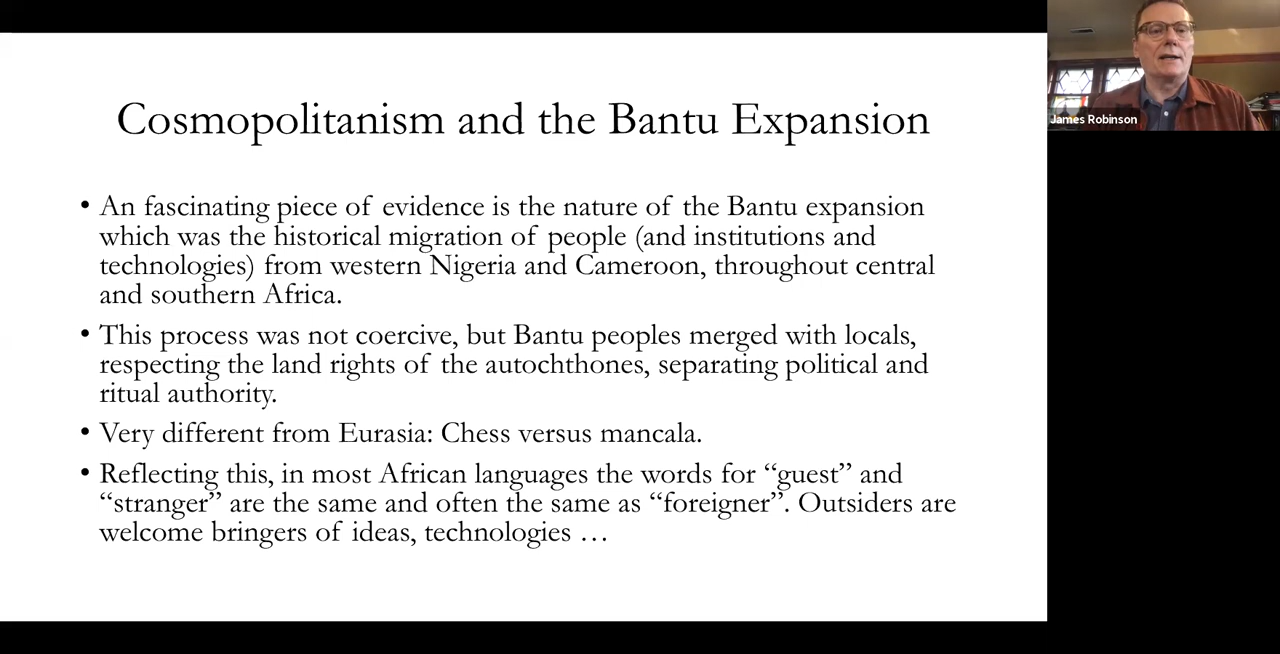 Cosmopolitanism and the Bantu Expansion
• An fascinating piece of evidence is the nature of the Bantu expansion
which was the historical migration of people (and institutions and
technologies) from western Nigeria and Cameroon, throughout central
and southern Africa.
• This process was not coercive, but Bantu peoples merged with locals,
respecting the land rights of the autochthones, separating political and
ritual authority.
• Very different from Eurasia: Chess versus mancala.
• Reflecting this, in most African languages the words for “guest” and
“stranger” are the same and often the same as “foreigner”. Outsiders are
welcome bringers of ideas, technologies …
James Robinson